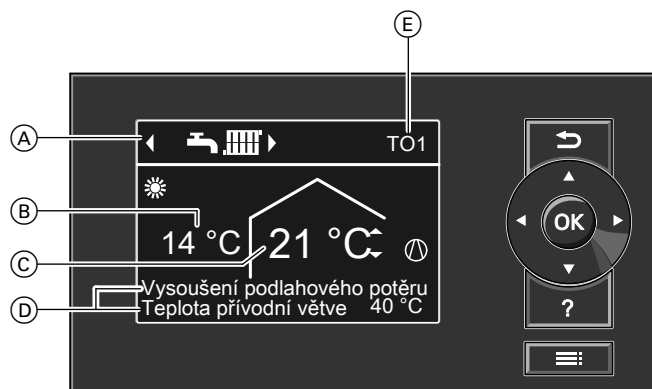 E
A
TO1
B
14 °C
21 °C
OK
C
Vysoušení podlahového potěru
D
Teplota přívodní větve 40 °C
?